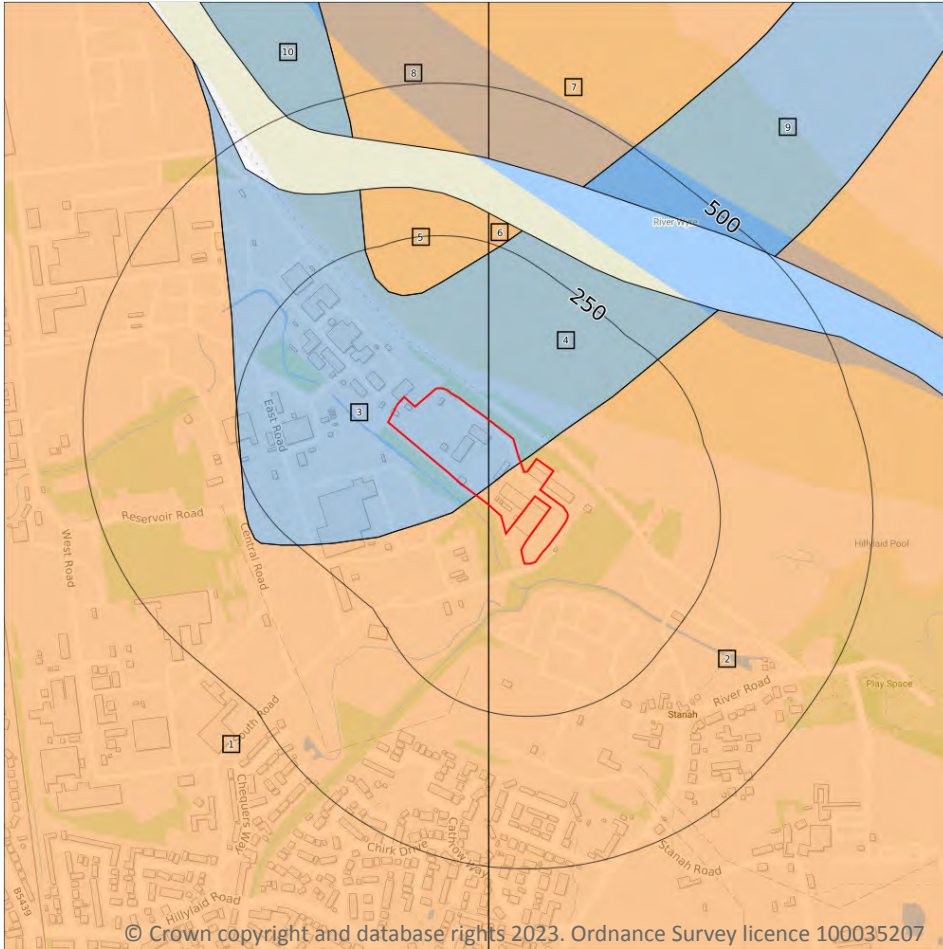 10
8
7
9
River Wyre
500
5
6
250
4
3
East Road
Reservoir Road
Central Road
West Road
Hillylaid Pool
2
River Road
Play Space
Stanah
South Road
1
Chequers Way
Chirk Drive
Cathrow Way
Stanah Road
B5439
Hillylaid Road
© Crown copyright and database rights 2023. Ordnance Survey licence 100035207